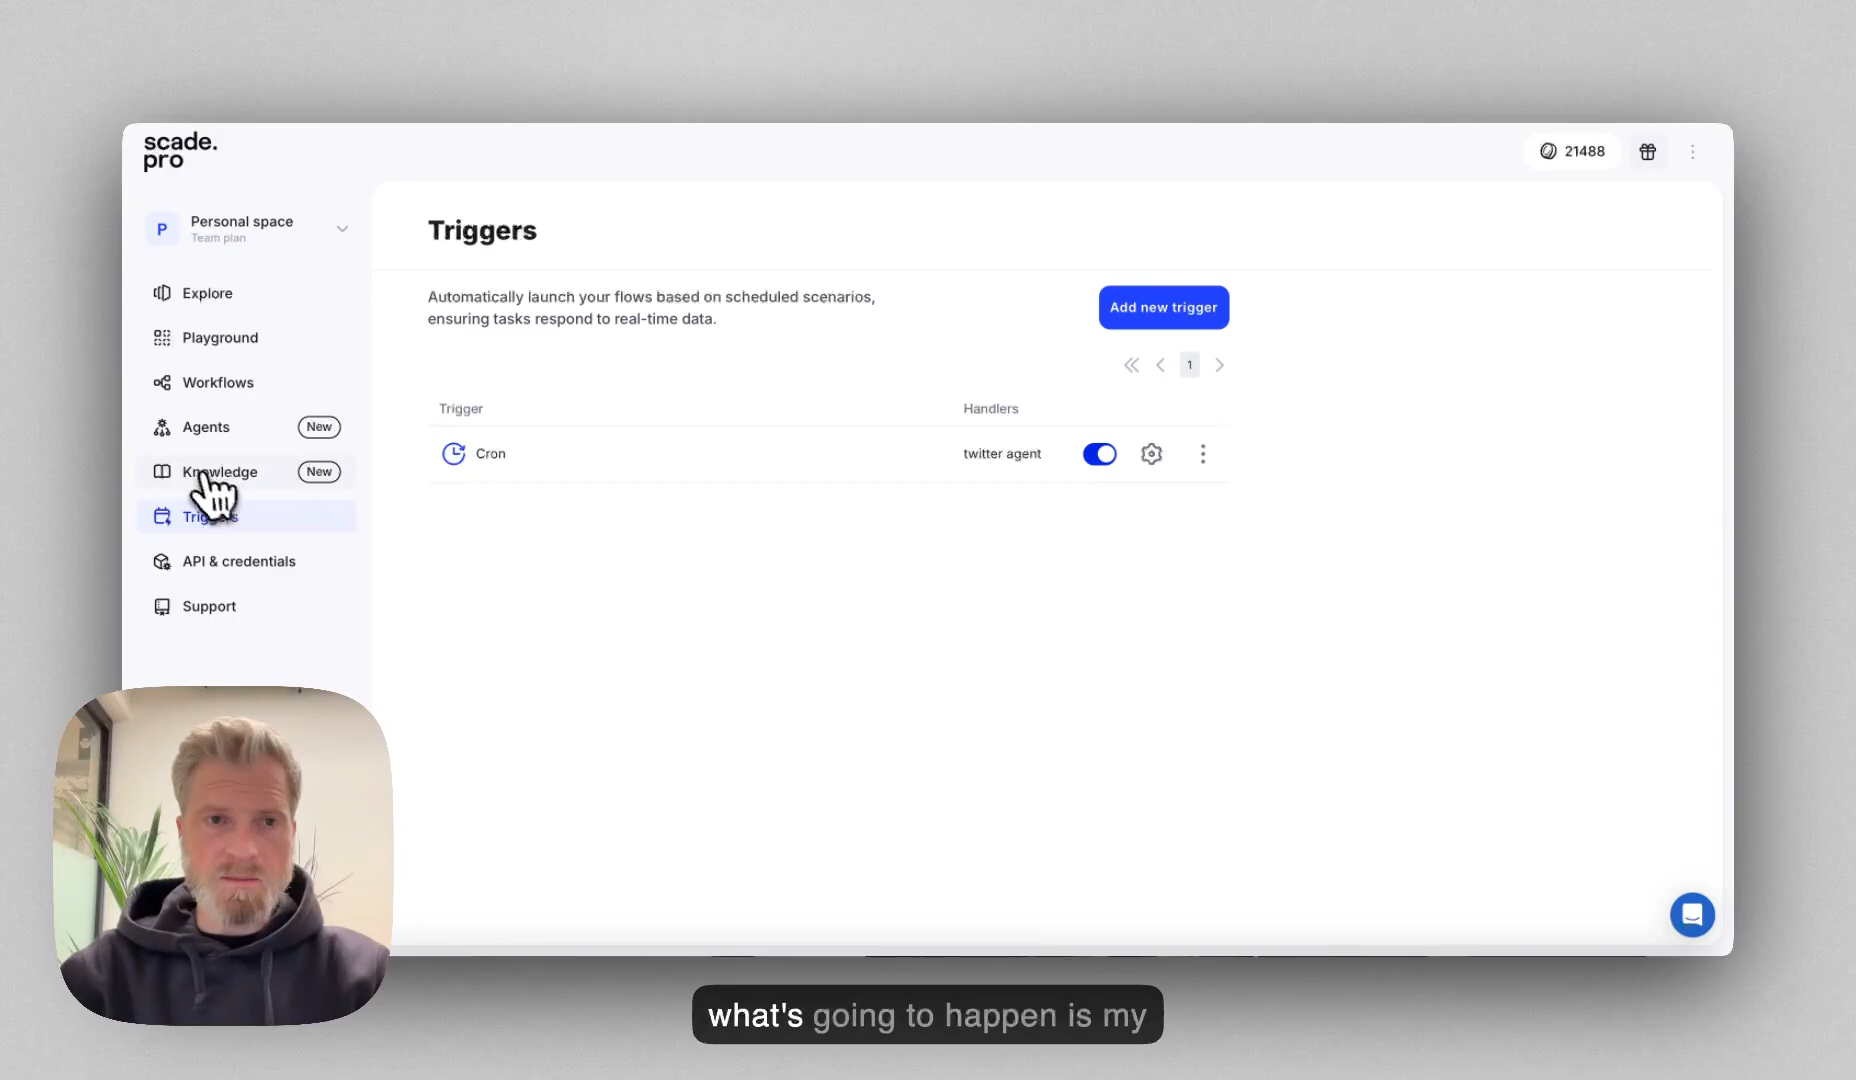 scade.
pro
21488
P
Personal space
Team plan
Explore
Playground
Workflows
Agents
New
Knowledge
New
Triggers
API & credentials
Support
Triggers
Automatically launch your flows based on scheduled scenarios,
ensuring tasks respond to real-time data.
Add new trigger
1
Trigger
Handlers
Cron
twitter agent
what's going to happen is my